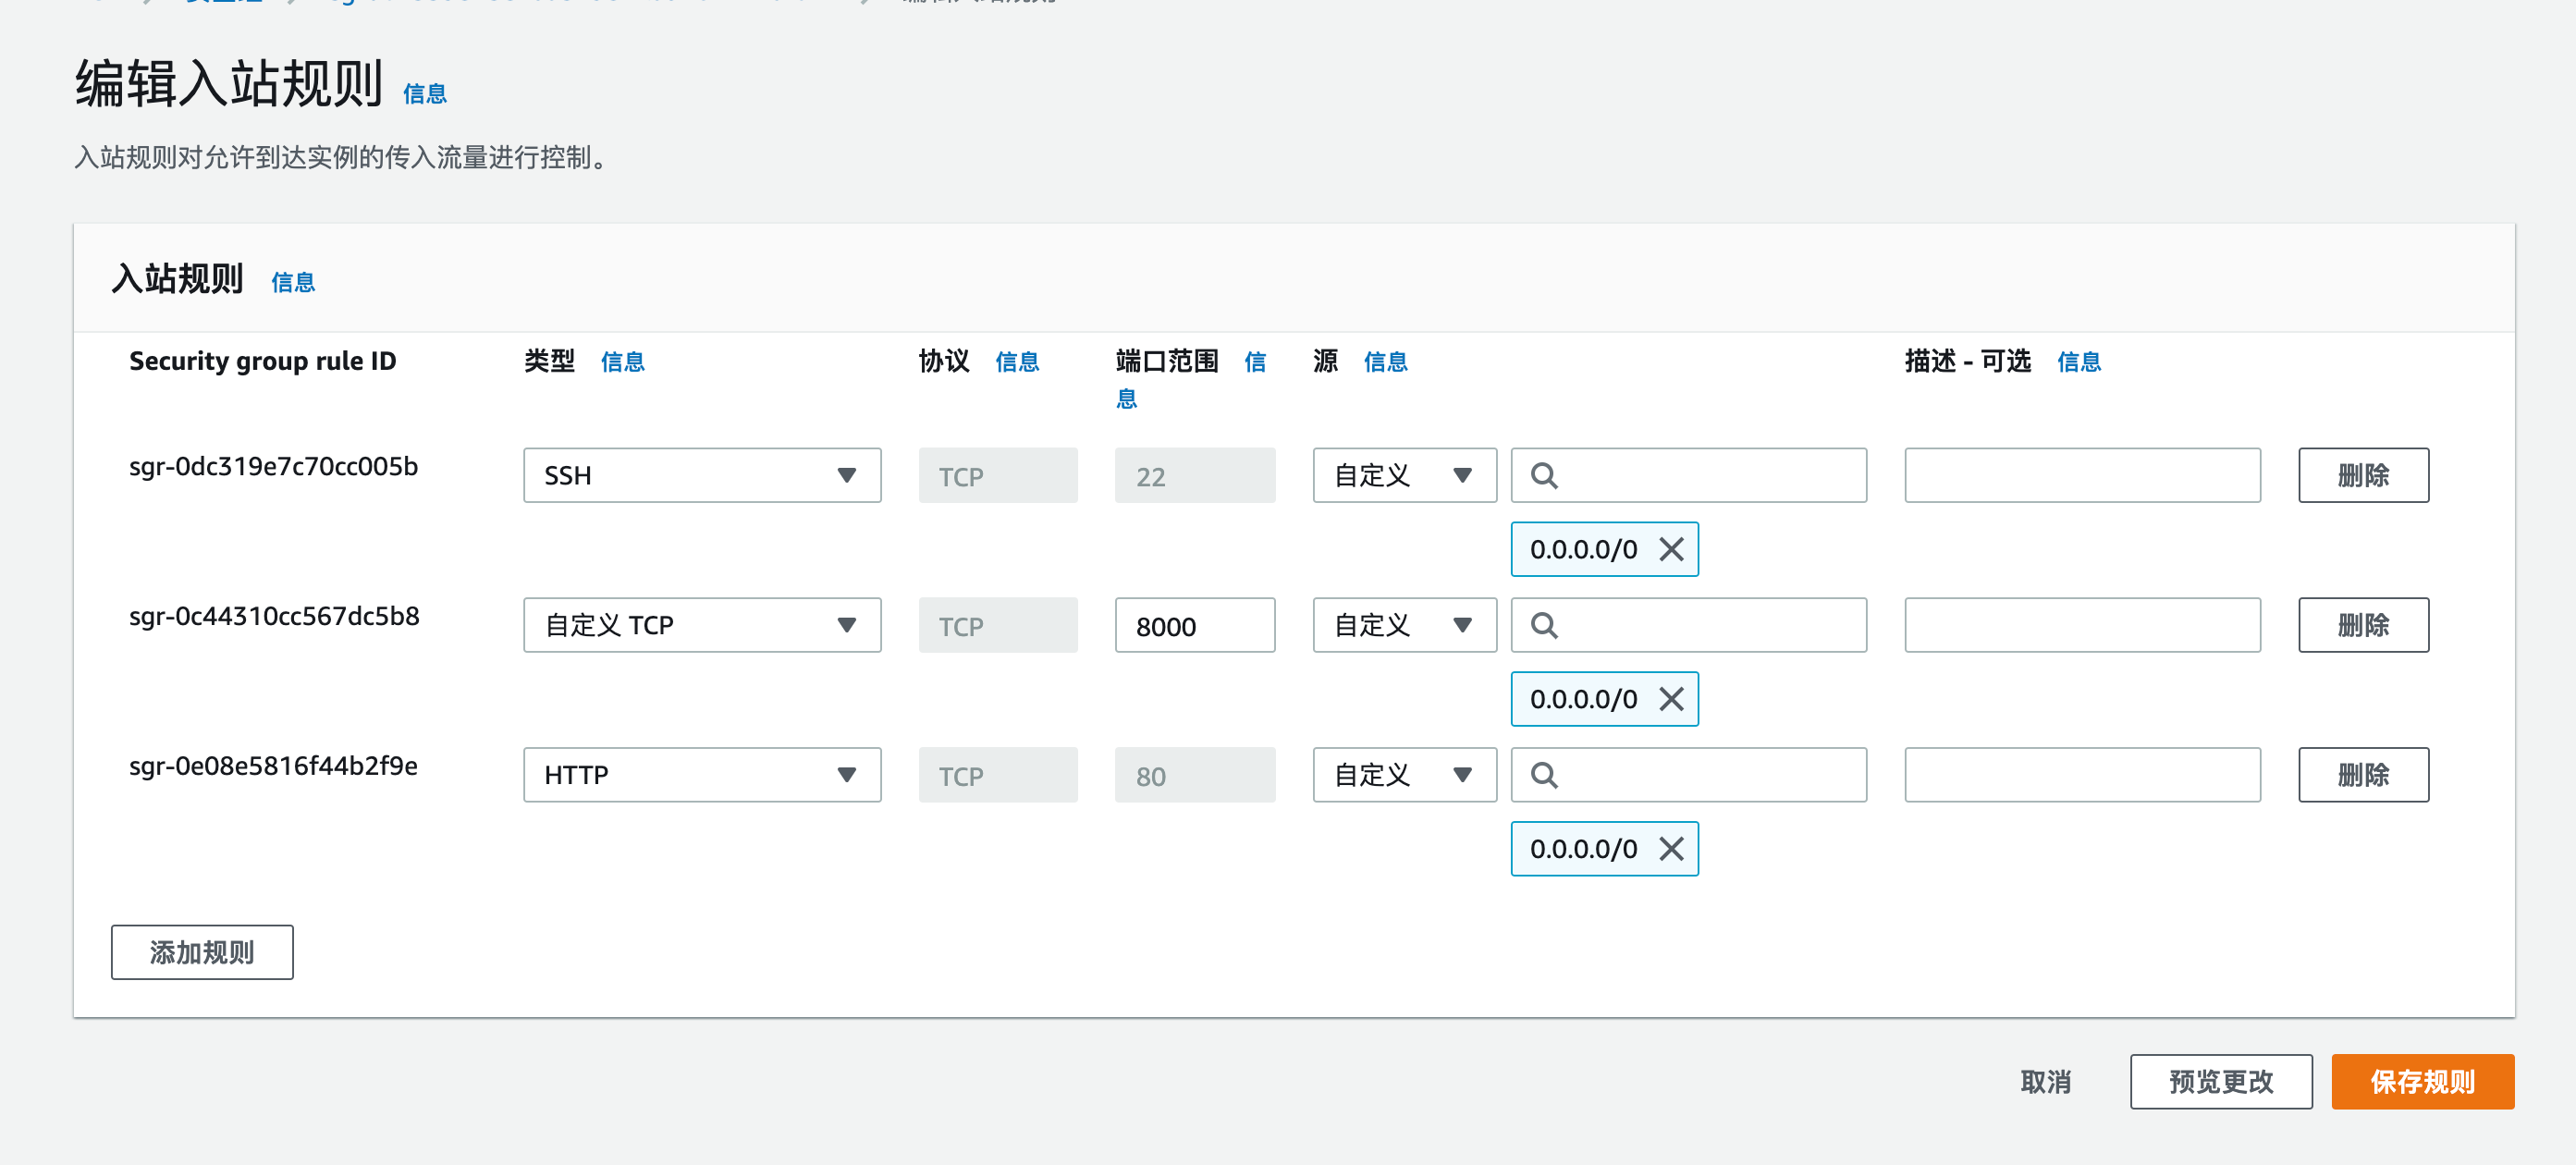 编辑入站规则 信息
入站规则对允许到达实例的传入流量进行控制。
入站规则 信息
Security group rule ID 类型 信息 协议 信息 端口范围 信息 源 信息 描述 - 可选 信息
sgr-0dc319e7c70cc005b SSH TCP 22 自定义 删除
0.0.0.0/0
sgr-0c44310cc567dc5b8 自定义 TCP TCP 8000 自定义 删除
0.0.0.0/0
sgr-0e08e5816f44b2f9e HTTP TCP 80 自定义 删除
0.0.0.0/0
添加规则
取消 预览更改 保存规则